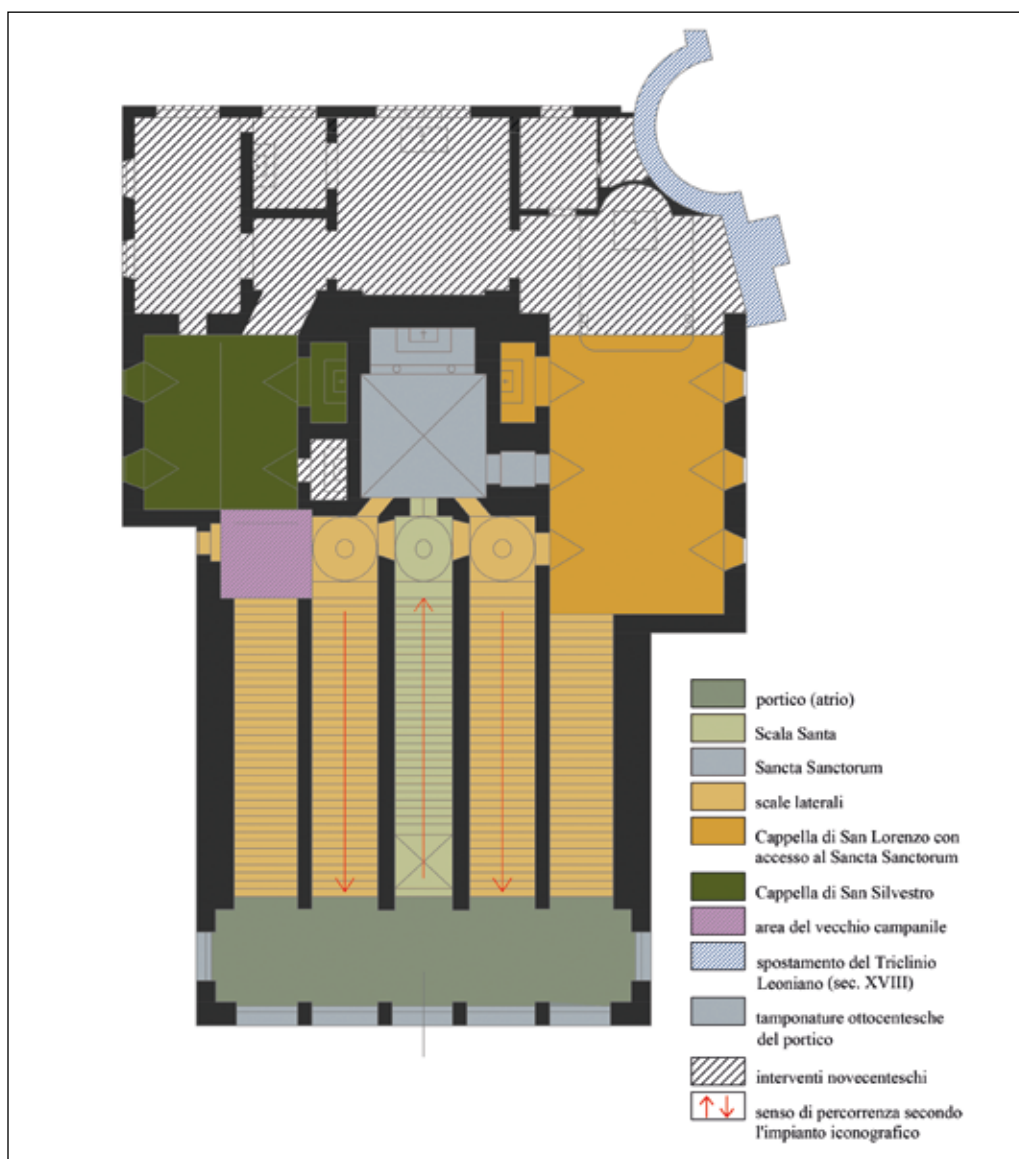 portico (atrio)
Scala Santa
Sancta Sanctorum
scale laterali
Cappella di San Lorenzo con
accesso al Sancta Sanctorum
Cappella di San Silvestro
area del vecchio campanile
spostamento del Triclinio
Leoniano (sec. XVIII)
tamponature ottocentesche
del portico
interventi novecenteschi
senso di percorrenza secondo
l'impianto iconografico